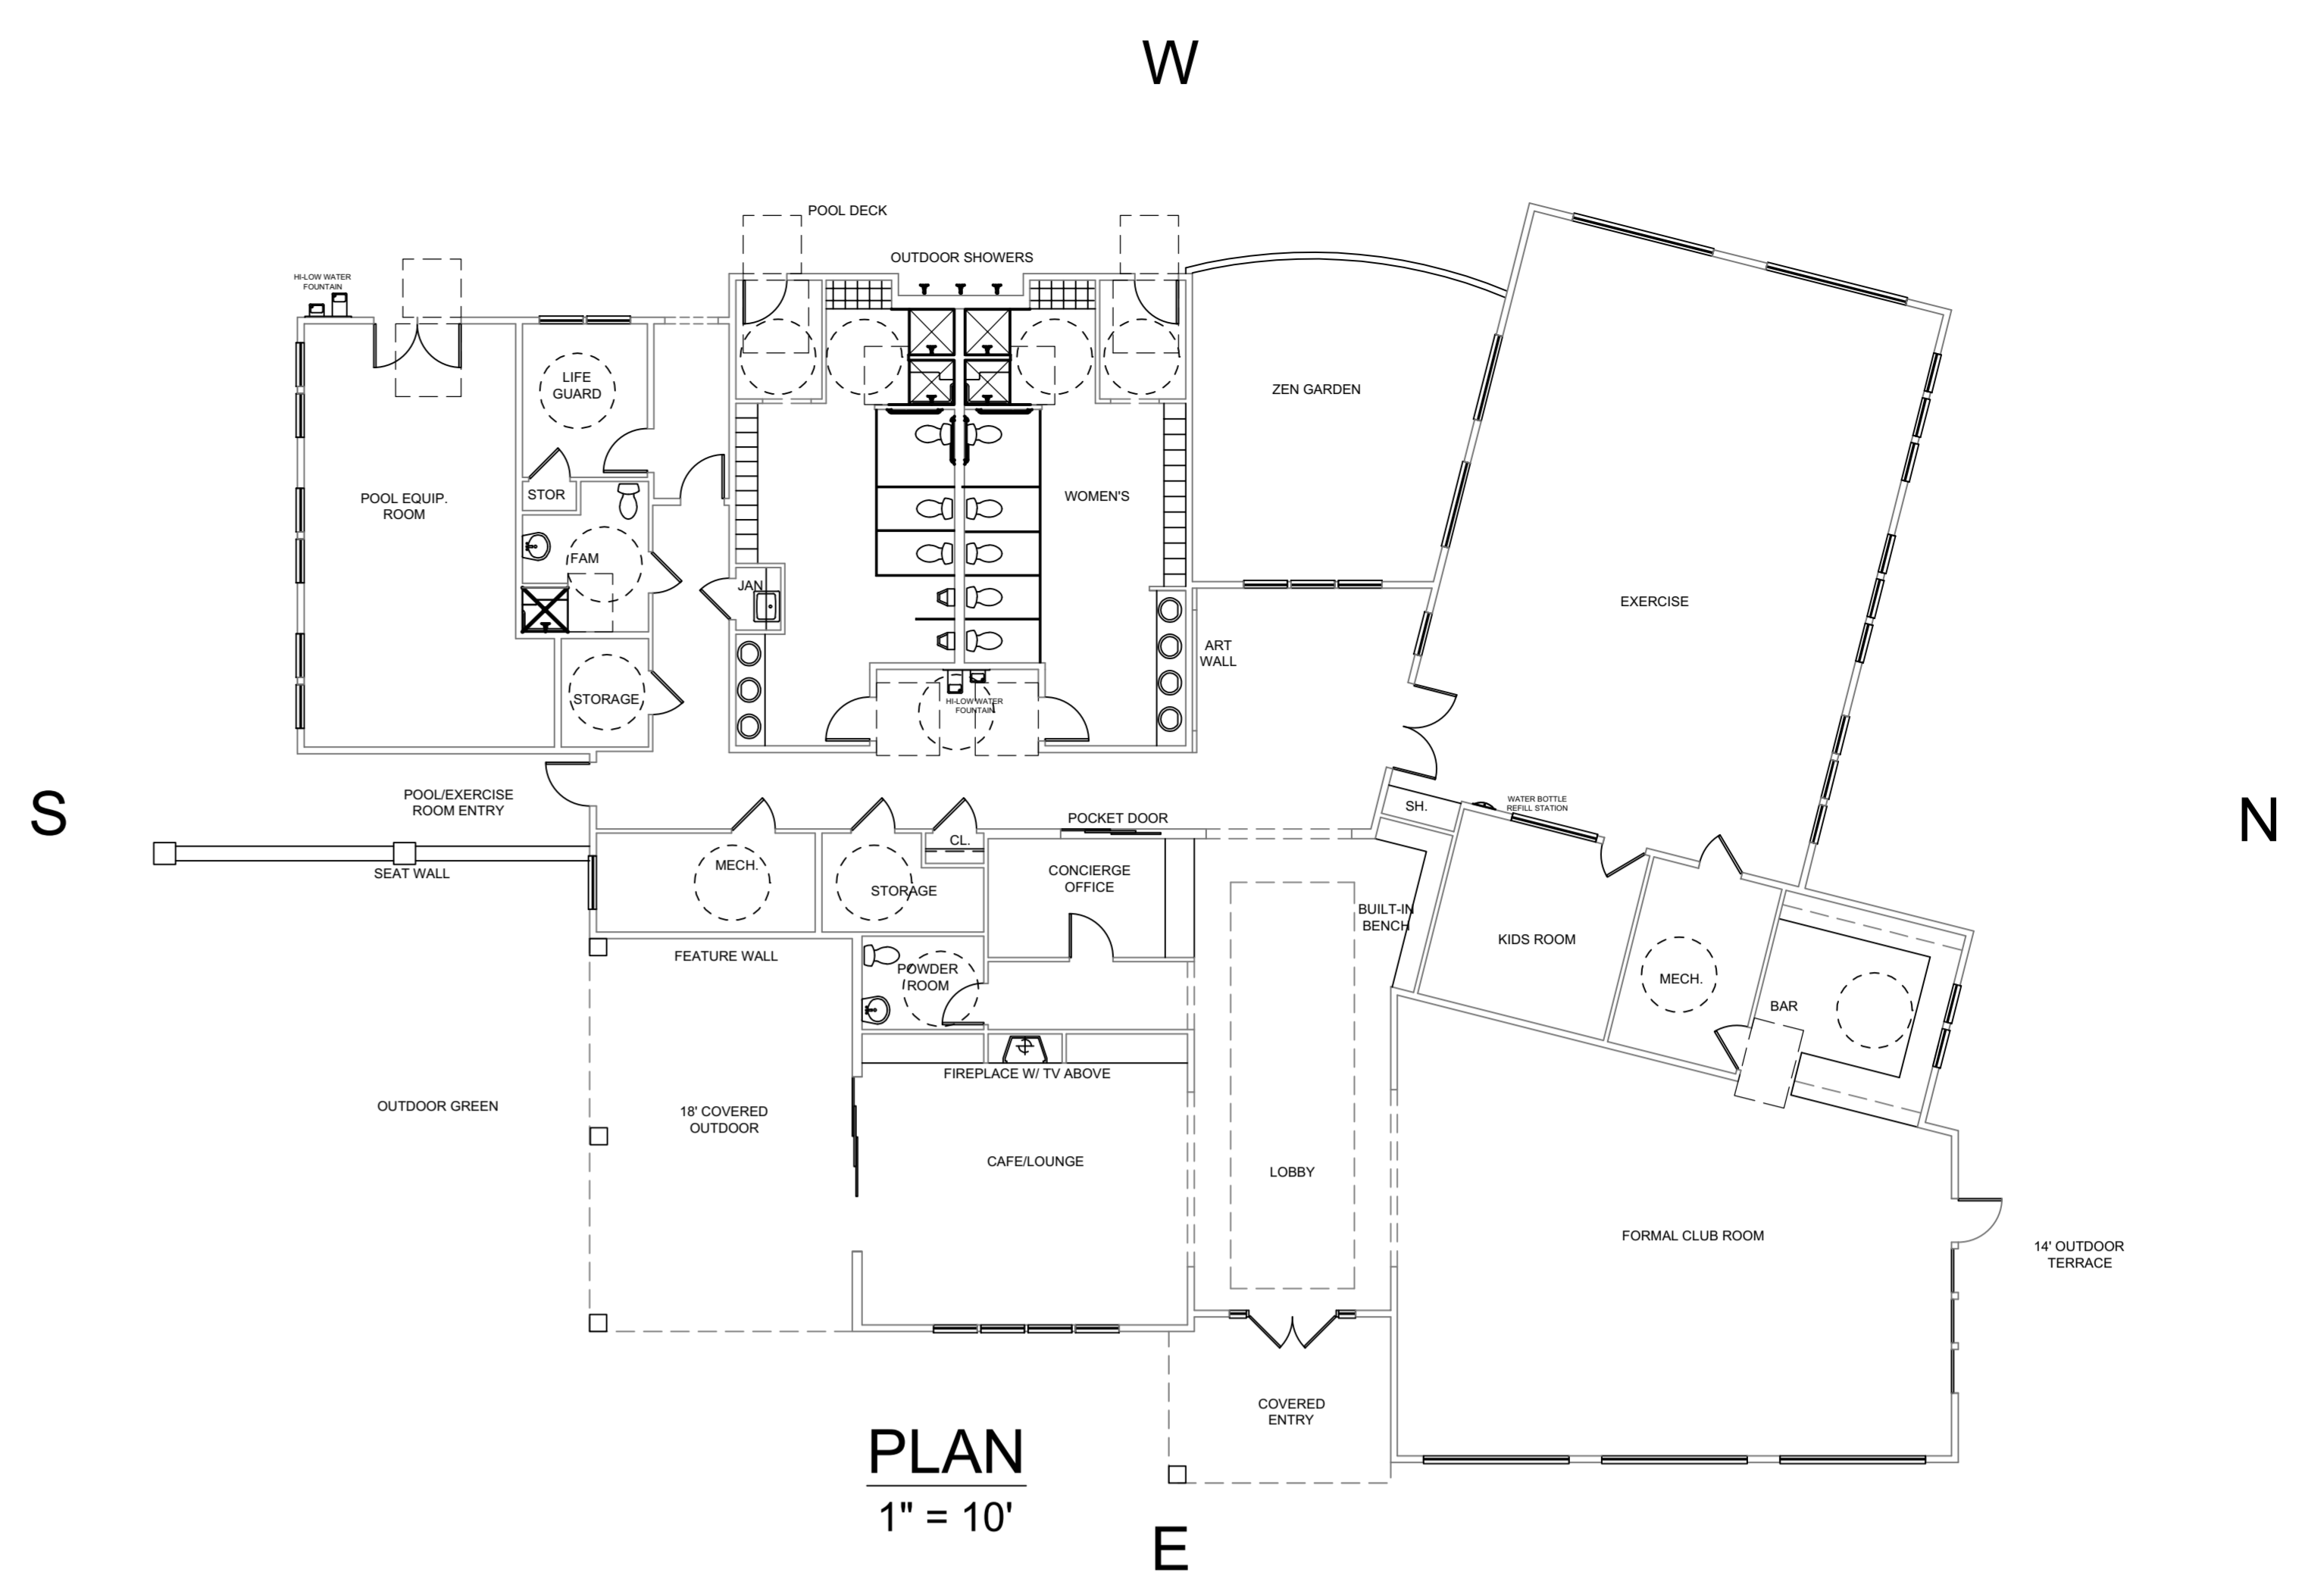 W
POOL DECK
OUTDOOR SHOWERS
HI-LOW WATER
FOUNTAIN
LIFE
GUARD
ZEN GARDEN
STOR
POOL EQUIP.
ROOM
WOMEN'S
FAM
JAN
EXERCISE
ART
WALL
STORAGE
HI-LOW WATER
FOUNTAIN
S
POOL/EXERCISE
ROOM ENTRY
POCKET DOOR
SH.
WATER BOTTLE
REFILL STATION
N
SEAT WALL
MECH.
CL.
STORAGE
CONCIERGE
OFFICE
BUILT-IN
BENCH
KIDS ROOM
MECH.
BAR
FEATURE WALL
POWDER
ROOM
FIREPLACE W/ TV ABOVE
OUTDOOR GREEN
18' COVERED
OUTDOOR
CAFE/LOUNGE
LOBBY
FORMAL CLUB ROOM
14' OUTDOOR
TERRACE
COVERED
ENTRY
PLAN
1" = 10'
E